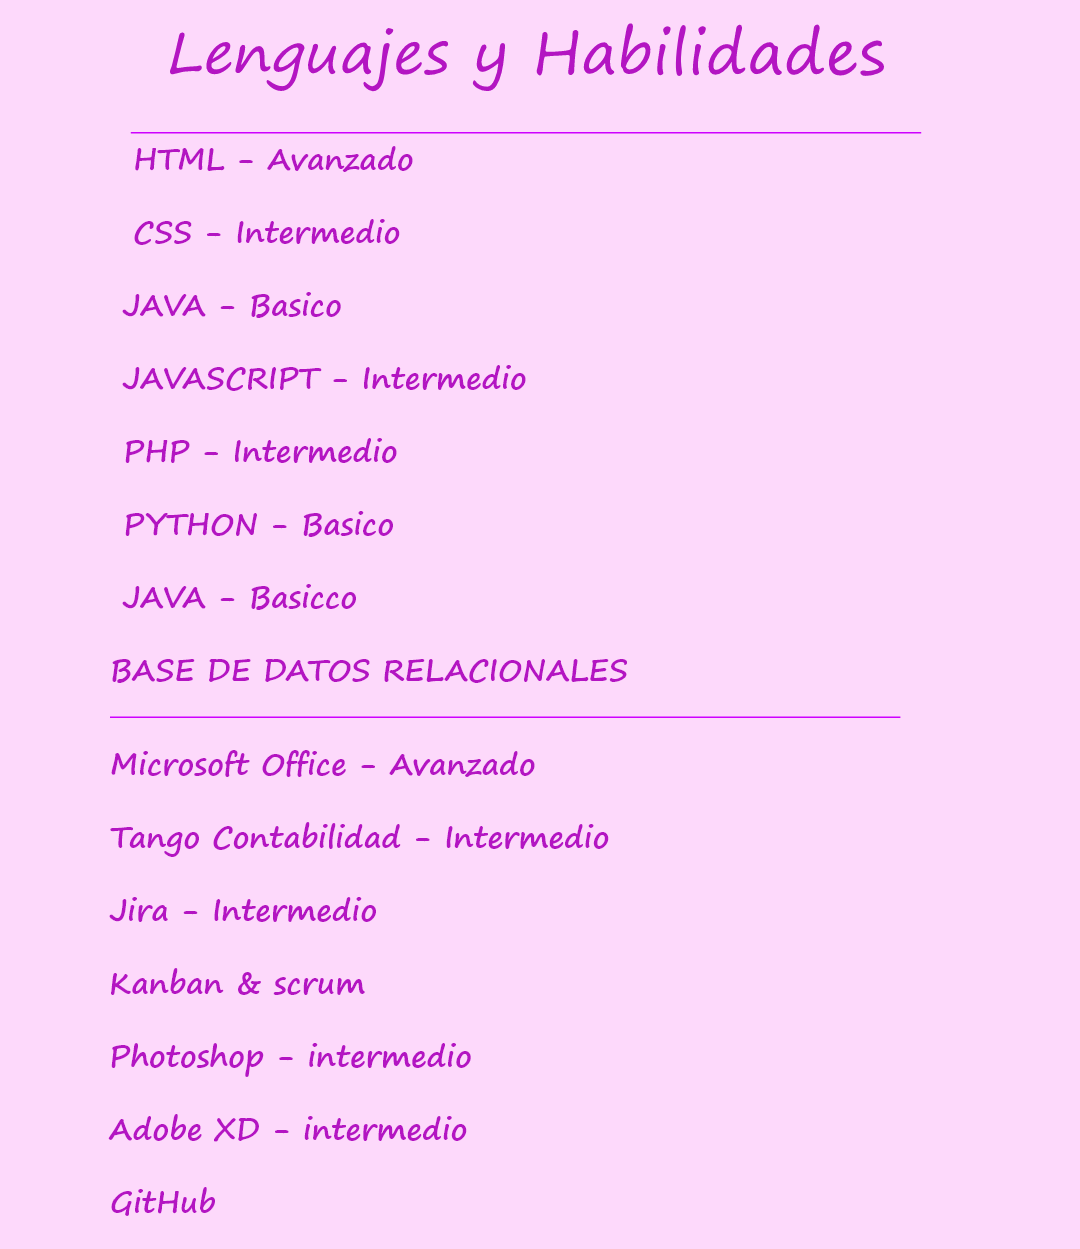 Lenguajes y Habilidades
HTML - Avanzado
CSS - Intermedio
JAVA - Basico
JAVASCRIPT - Intermedio
PHP - Intermedio
PYTHON - Basico
JAVA - Basicco
BASE DE DATOS RELACIONALES
Microsoft Office - Avanzado
Tango Contabilidad - Intermedio
Jira - Intermedio
Kanban & scrum
Photoshop - intermedio
Adobe XD - intermedio
GitHub